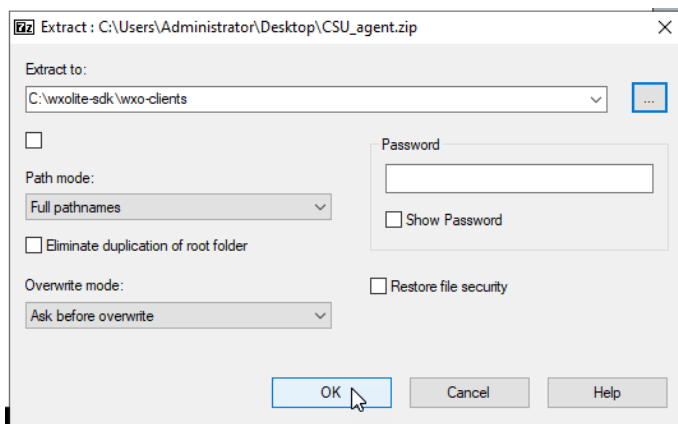 7z Extract : C:\Users\Administrator\Desktop\CSU_agent.zip
Extract to:
C:\wxolite-sdk\wxo-clients
...
Password
Path mode:
Full pathnames
Show Password
Eliminate duplication of root folder
Overwrite mode:
Restore file security
Ask before overwrite
OK Cancel Help